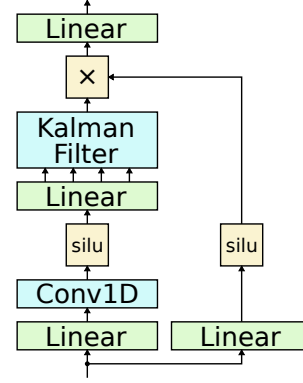 Linear
×
Kalman
Filter
Linear
silu
silu
Conv1D
Linear
Linear